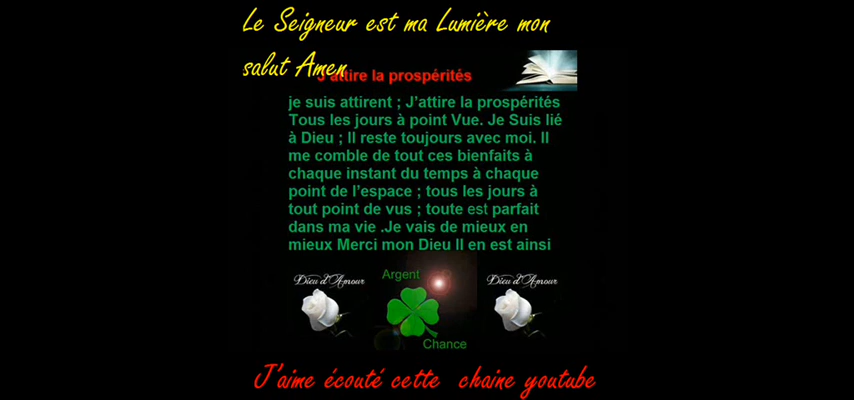 Le Seigneur est ma Lumière mon
salut Amen
J'attire la prospérités
je suis attirent ; J'attire la prospérités
Tous les jours à point Vue. Je Suis lié
à Dieu ; Il reste toujours avec moi. Il
me comble de tout ces bienfaits à
chaque instant du temps à chaque
point de l'espace ; tous les jours à
tout point de vus ; toute est parfait
dans ma vie .Je vais de mieux en
mieux Merci mon Dieu Il en est ainsi
Dieu d'Amour
Argent
Dieu d'Amour
Chance
J'aime écouté cette chaine youtube